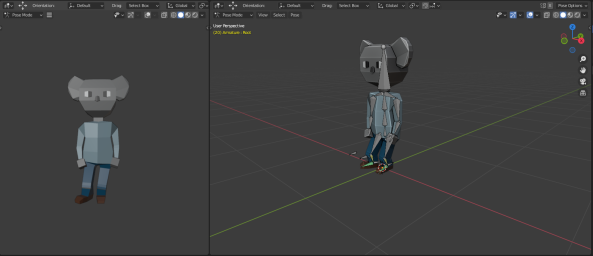 Orientation: Default Drag: Select Box Global
Pose Mode
Orientation: Default Drag: Select Box Global Pose Options
Pose Mode View Select Pose
User Perspective
(20) Armature : Root